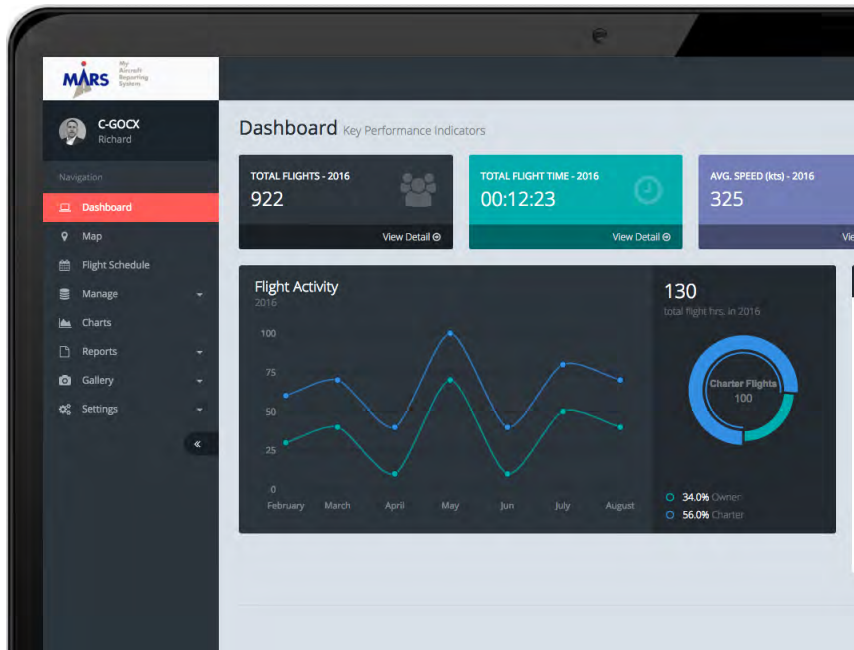 MARS
My
Aircraft
Reporting
System
C-GOCX
Richard
Navigation
Dashboard
Map
Flight Schedule
Manage
Charts
Reports
Gallery
Settings
«
Dashboard Key Performance Indicators
TOTAL FLIGHTS - 2016
922
View Detail
TOTAL FLIGHT TIME - 2016
00:12:23
View Detail
AVG. SPEED (kts) - 2016
325
Vie
Flight Activity
2016
100
75
50
25
0
February March April May Jun July August
130
total flight hrs. in 2016
Charter Flights
100
34.0% Owner
56.0% Charter